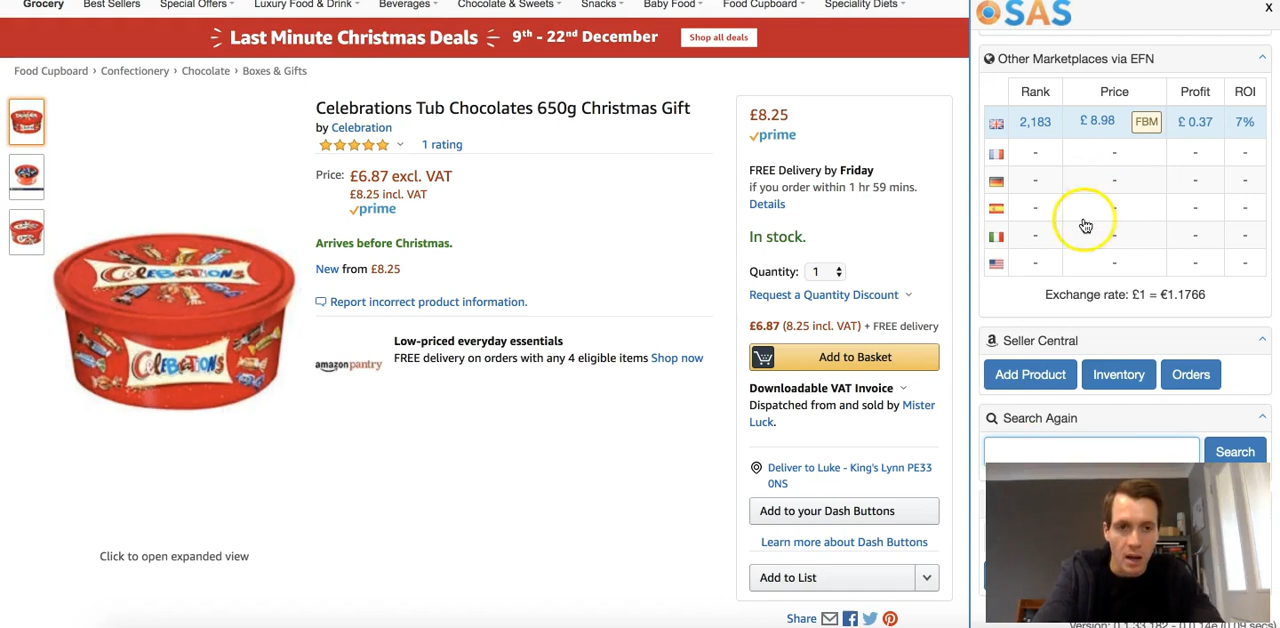 Grocery Best Sellers Special Offers Luxury Food & Drink Beverages Chocolate & Sweets Snacks Baby Food Food Cupboard Speciality Diets
Last Minute Christmas Deals 9th - 22nd December Shop all deals
Food Cupboard › Confectionery › Chocolate › Boxes & Gifts
Celebrations Tub Chocolates 650g Christmas Gift
by Celebration
1 rating
Price: £6.87 excl. VAT
£8.25 incl. VAT
prime
Arrives before Christmas.
New from £8.25
Report incorrect product information.
Low-priced everyday essentials
amazonpantry FREE delivery on orders with any 4 eligible items Shop now
CELEBRATIONS
CELEBRATIONS
Click to open expanded view
£8.25
prime
FREE Delivery by Friday
if you order within 1 hr 59 mins.
Details
In stock.
Quantity: 1
Request a Quantity Discount
£6.87 (8.25 incl. VAT) + FREE delivery
Add to Basket
Downloadable VAT Invoice
Dispatched from and sold by Mister
Luck.
Deliver to Luke - King's Lynn PE33
0NS
Add to your Dash Buttons
Learn more about Dash Buttons
Add to List
Share
SAS X
Other Marketplaces via EFN
Rank Price Profit ROI
2,183 £ 8.98 FBM £ 0.37 7%
- - - -
- - - -
- - - -
- - - -
- - - -
Exchange rate: £1 = €1.1766
Seller Central
Add Product Inventory Orders
Search Again
Search